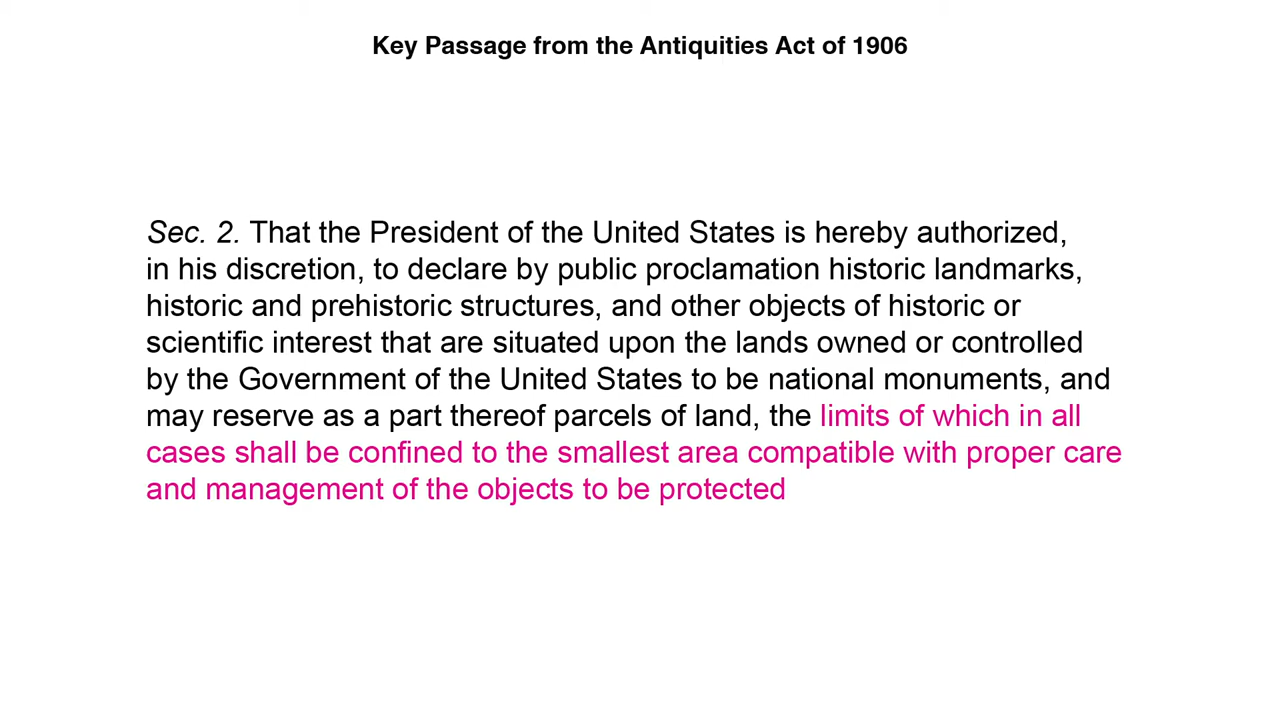 Key Passage from the Antiquities Act of 1906
Sec. 2. That the President of the United States is hereby authorized,
in his discretion, to declare by public proclamation historic landmarks,
historic and prehistoric structures, and other objects of historic or
scientific interest that are situated upon the lands owned or controlled
by the Government of the United States to be national monuments, and
may reserve as a part thereof parcels of land, the limits of which in all
cases shall be confined to the smallest area compatible with proper care
and management of the objects to be protected